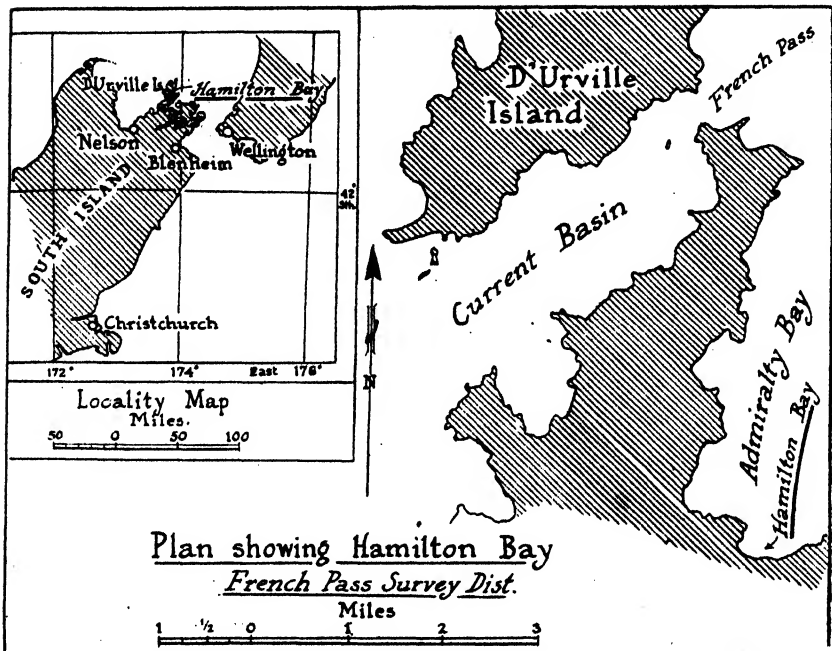 D'Urville Is.
Hamilton Bay
Nelson
Blenheim
Wellington
SOUTH ISLAND
42°
Sth.
Christchurch
172° 174° East 176°
Locality Map
Miles.
50 0 50 100
D'Urville
Island
French Pass
Current Basin
N
Admiralty Bay
Hamilton Bay
Plan showing Hamilton Bay
French Pass Survey Dist.
Miles
1 1/2 0 1 2 3